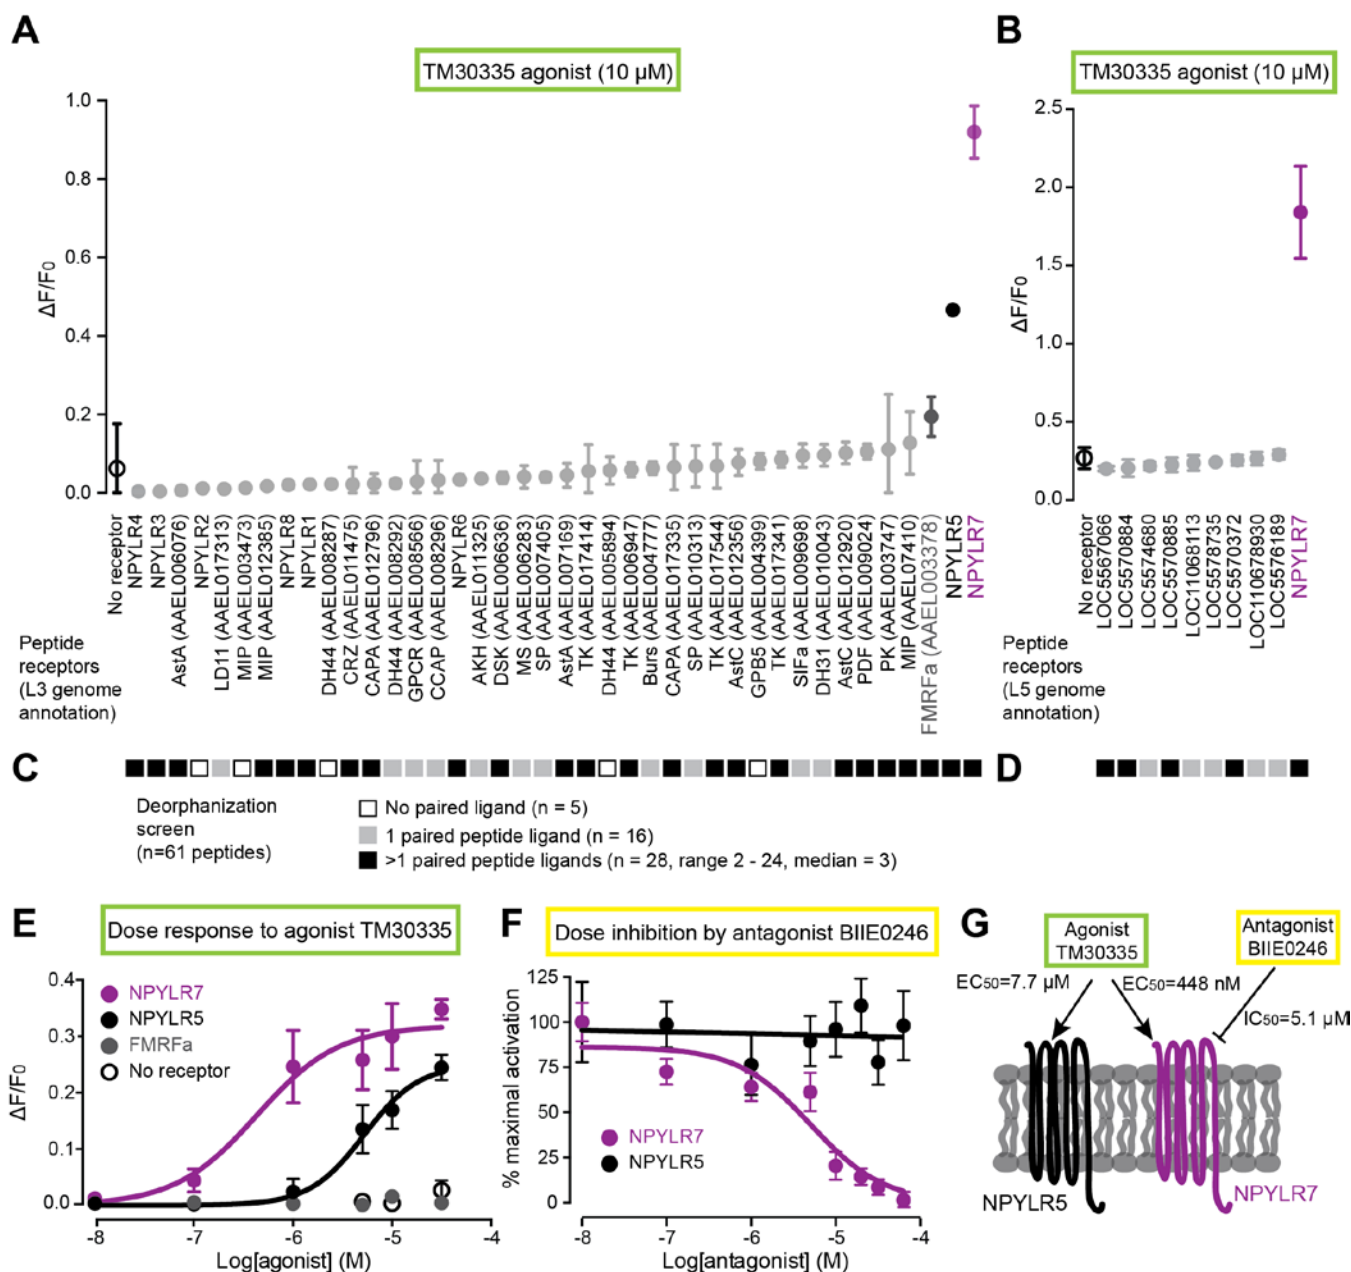 A
TM30335 agonist (10 µM)
1.0
0.8
0.6
0.4
0.2
0.0
ΔF/F0
No receptor
NPYLR4
NPYLR3
AstA (AAEL006076)
NPYLR2
LD11 (AAEL017313)
MIP (AAEL003473)
MIP (AAEL012385)
NPYLR8
NPYLR1
DH44 (AAEL008287)
CRZ (AAEL011475)
CAPA (AAEL012796)
DH44 (AAEL008292)
GPCR (AAEL008566)
CCAP (AAEL008296)
NPYLR6
AKH (AAEL011325)
DSK (AAEL006636)
MS (AAEL006283)
SP (AAEL007405)
AstA (AAEL007169)
TK (AAEL017414)
DH44 (AAEL005894)
TK (AAEL006947)
Burs (AAEL004777)
CAPA (AAEL017335)
SP (AAEL010313)
TK (AAEL017544)
AstC (AAEL012356)
GPB5 (AAEL004399)
TK (AAEL017341)
SIFa (AAEL009698)
DH31 (AAEL010043)
AstC (AAEL012920)
PDF (AAEL009024)
PK (AAEL003747)
MIP (AAEL07410)
FMRFa (AAEL003378)
NPYLR5
NPYLR7
Peptide
receptors
(L3 genome
annotation)
B
TM30335 agonist (10 µM)
2.5
2.0
1.5
1.0
0.5
0.0
ΔF/F0
No receptor
LOC5567066
LOC5570884
LOC5574680
LOC5570885
LOC11068113
LOC5578735
LOC5570372
LOC110678930
LOC5576189
NPYLR7
Peptide
receptors
(L5 genome
annotation)
C
Deorphanization
screen
(n=61 peptides)
No paired ligand (n = 5)
1 paired peptide ligand (n = 16)
>1 paired peptide ligands (n = 28, range 2 - 24, median = 3)
D
E
Dose response to agonist TM30335
0.4
0.3
0.2
0.1
0.0
ΔF/F0
NPYLR7
NPYLR5
FMRFa
No receptor
-8
-7
-6
-5
-4
Log[agonist] (M)
F
Dose inhibition by antagonist BIIE0246
125
100
75
50
25
0
% maximal activation
NPYLR7
NPYLR5
-8
-7
-6
-5
-4
Log[antagonist] (M)
G
Agonist
TM30335
Antagonist
BIIE0246
EC50=7.7 µM
EC50=448 nM
IC50=5.1 µM
NPYLR5
NPYLR7